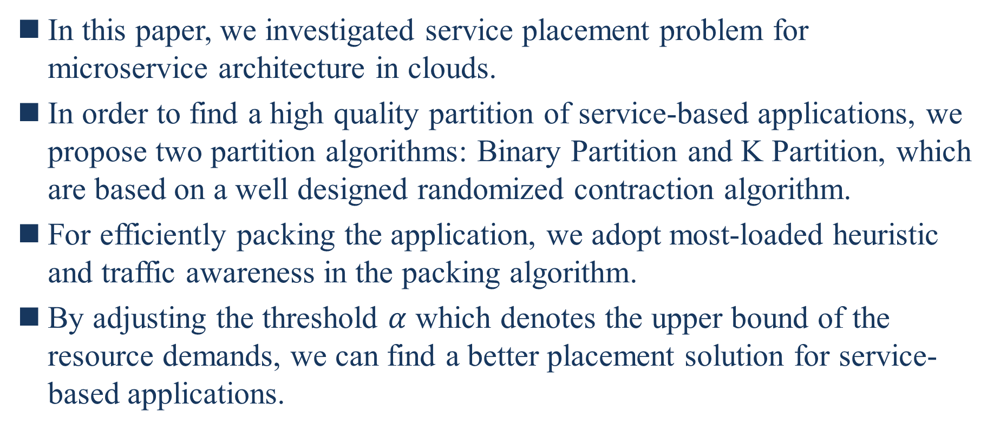 ■ In this paper, we investigated service placement problem for
microservice architecture in clouds.
■ In order to find a high quality partition of service-based applications, we
propose two partition algorithms: Binary Partition and K Partition, which
are based on a well designed randomized contraction algorithm.
■ For efficiently packing the application, we adopt most-loaded heuristic
and traffic awareness in the packing algorithm.
■ By adjusting the threshold α which denotes the upper bound of the
resource demands, we can find a better placement solution for service-
based applications.